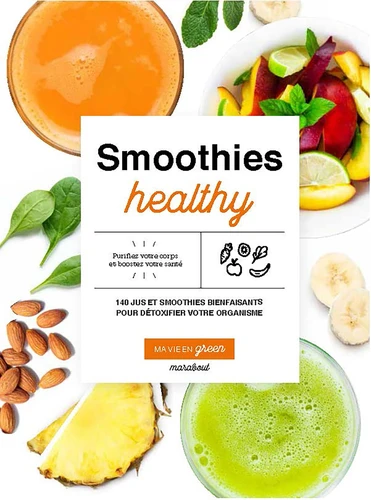 Smoothies
healthy
Purifiez votre corps
et boostez votre santé
140 JUS ET SMOOTHIES BIENFAISANTS
POUR DÉTOXIFIER VOTRE ORGANISME
MA VIE EN green
marabout